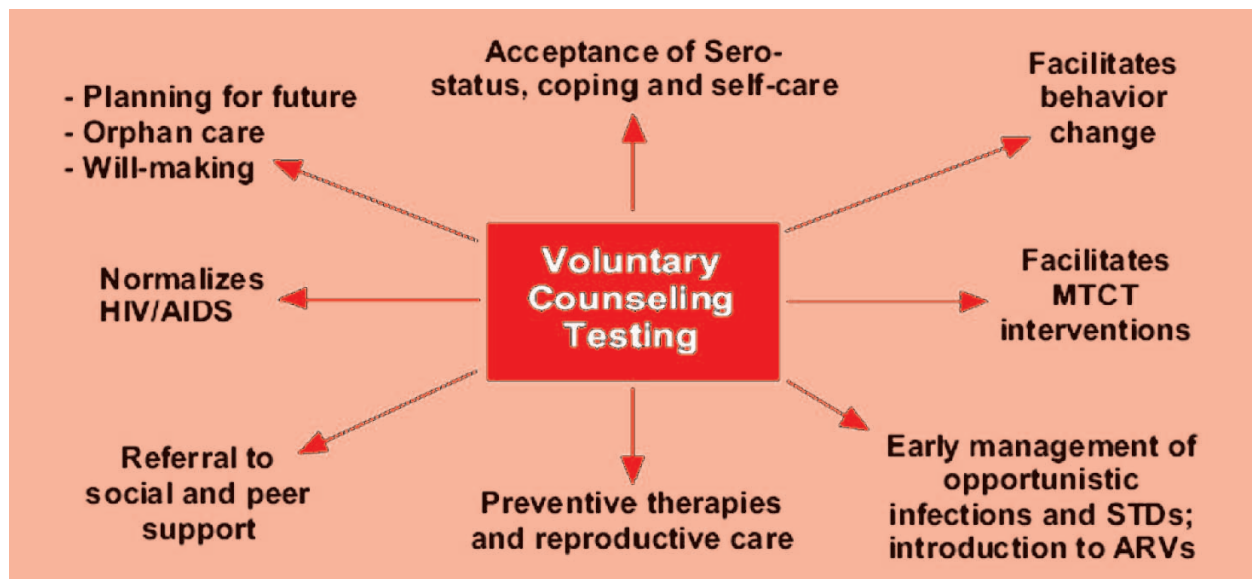 Acceptance of Sero-
status, coping and self-care
Facilitates
behavior
change
- Planning for future
- Orphan care
- Will-making
Voluntary
Counseling
Testing
Normalizes
HIV/AIDS
Facilitates
MTCT
interventions
Referral to
social and peer
support
Preventive therapies
and reproductive care
Early management of
opportunistic
infections and STDs;
introduction to ARVs